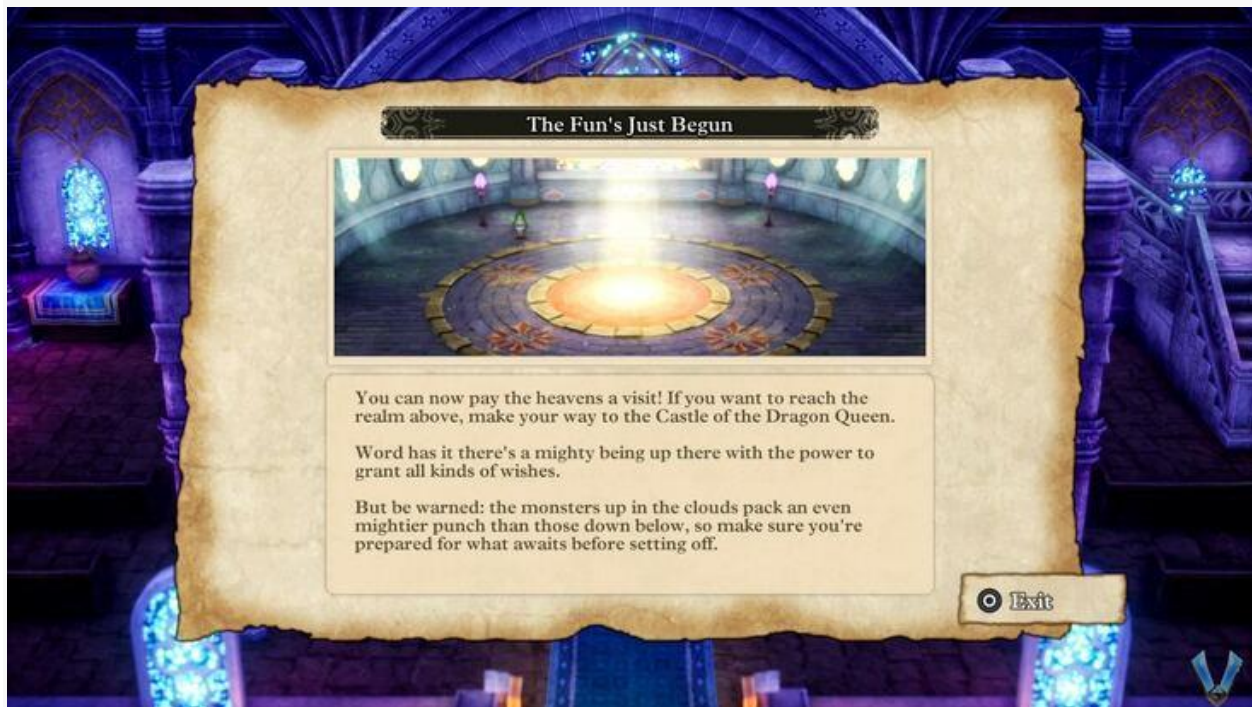 The Fun's Just Begun
You can now pay the heavens a visit! If you want to reach the
realm above, make your way to the Castle of the Dragon Queen.
Word has it there's a mighty being up there with the power to
grant all kinds of wishes.
But be warned: the monsters up in the clouds pack an even
mightier punch than those down below, so make sure you're
prepared for what awaits before setting off.
Exit